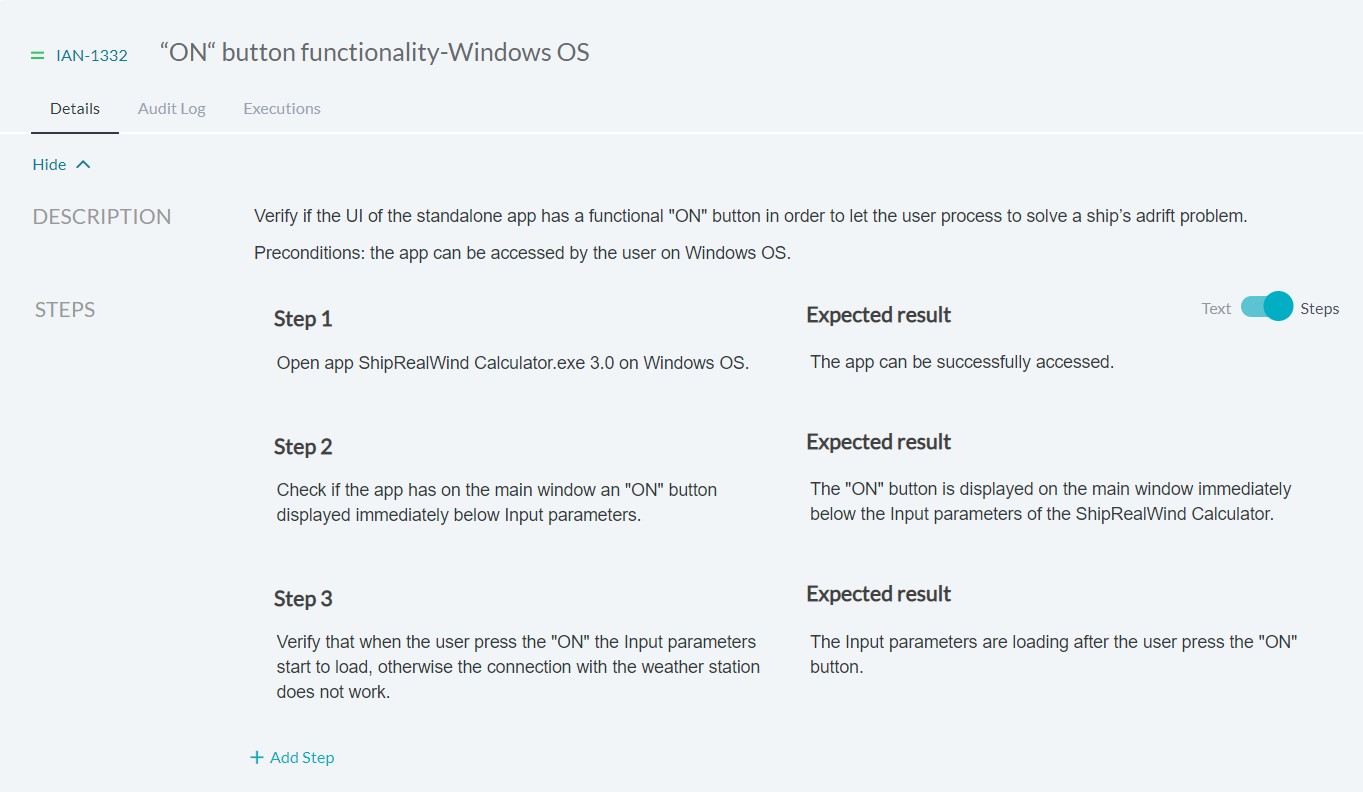 IAN-1332 “ON“ button functionality-Windows OS
Details Audit Log Executions
Hide
DESCRIPTION
Verify if the UI of the standalone app has a functional "ON" button in order to let the user process to solve a ship’s adrift problem.
Preconditions: the app can be accessed by the user on Windows OS.
STEPS
Text Steps
Step 1
Open app ShipRealWind Calculator.exe 3.0 on Windows OS.
Expected result
The app can be successfully accessed.
Step 2
Check if the app has on the main window an "ON" button
displayed immediately below Input parameters.
Expected result
The "ON" button is displayed on the main window immediately
below the Input parameters of the ShipRealWind Calculator.
Step 3
Verify that when the user press the "ON" the Input parameters
start to load, otherwise the connection with the weather station
does not work.
Expected result
The Input parameters are loading after the user press the "ON"
button.
+ Add Step